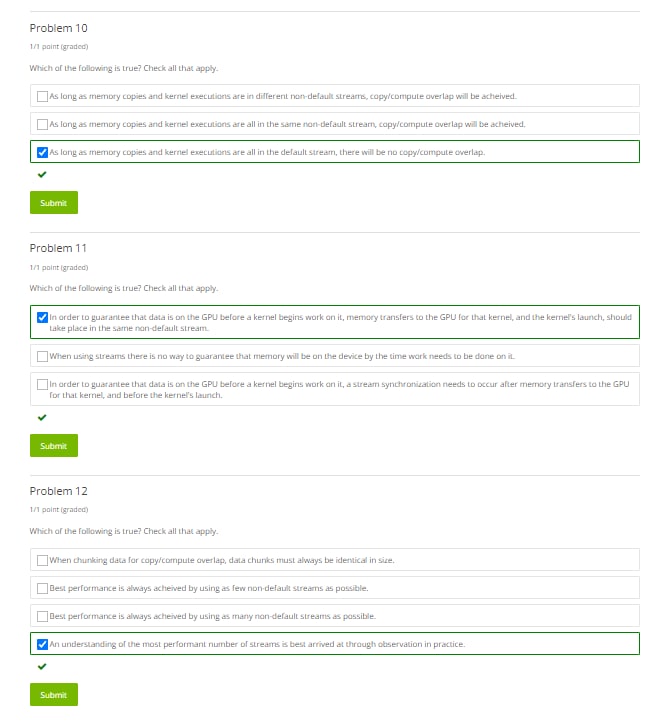 Problem 10
1/1 point (graded)
Which of the following is true? Check all that apply.
As long as memory copies and kernel executions are in different non-default streams, copy/compute overlap will be acheived.
As long as memory copies and kernel executions are all in the same non-default stream, copy/compute overlap will be acheived.
As long as memory copies and kernel executions are all in the default stream, there will be no copy/compute overlap.
Submit
Problem 11
1/1 point (graded)
Which of the following is true? Check all that apply.
In order to guarantee that data is on the GPU before a kernel begins work on it, memory transfers to the GPU for that kernel, and the kernel's launch, should
take place in the same non-default stream.
When using streams there is no way to guarantee that memory will be on the device by the time work needs to be done on it.
In order to guarantee that data is on the GPU before a kernel begins work on it, a stream synchronization needs to occur after memory transfers to the GPU
for that kernel, and before the kernel's launch.
Submit
Problem 12
1/1 point (graded)
Which of the following is true? Check all that apply.
When chunking data for copy/compute overlap, data chunks must always be identical in size.
Best performance is always acheived by using as few non-default streams as possible.
Best performance is always acheived by using as many non-default streams as possible.
An understanding of the most performant number of streams is best arrived at through observation in practice.
Submit